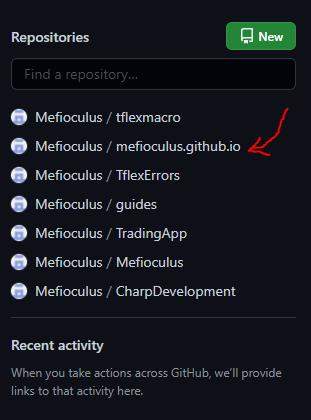 Repositories
New
Find a repository...
Mefioculus / tflexmacro
Mefioculus / mefioculus.github.io
Mefioculus / TflexErrors
Mefioculus / guides
Mefioculus / TradingApp
Mefioculus / Mefioculus
Mefioculus / CharpDevelopment
Recent activity
When you take actions across GitHub, we'll provide
links to that activity here.